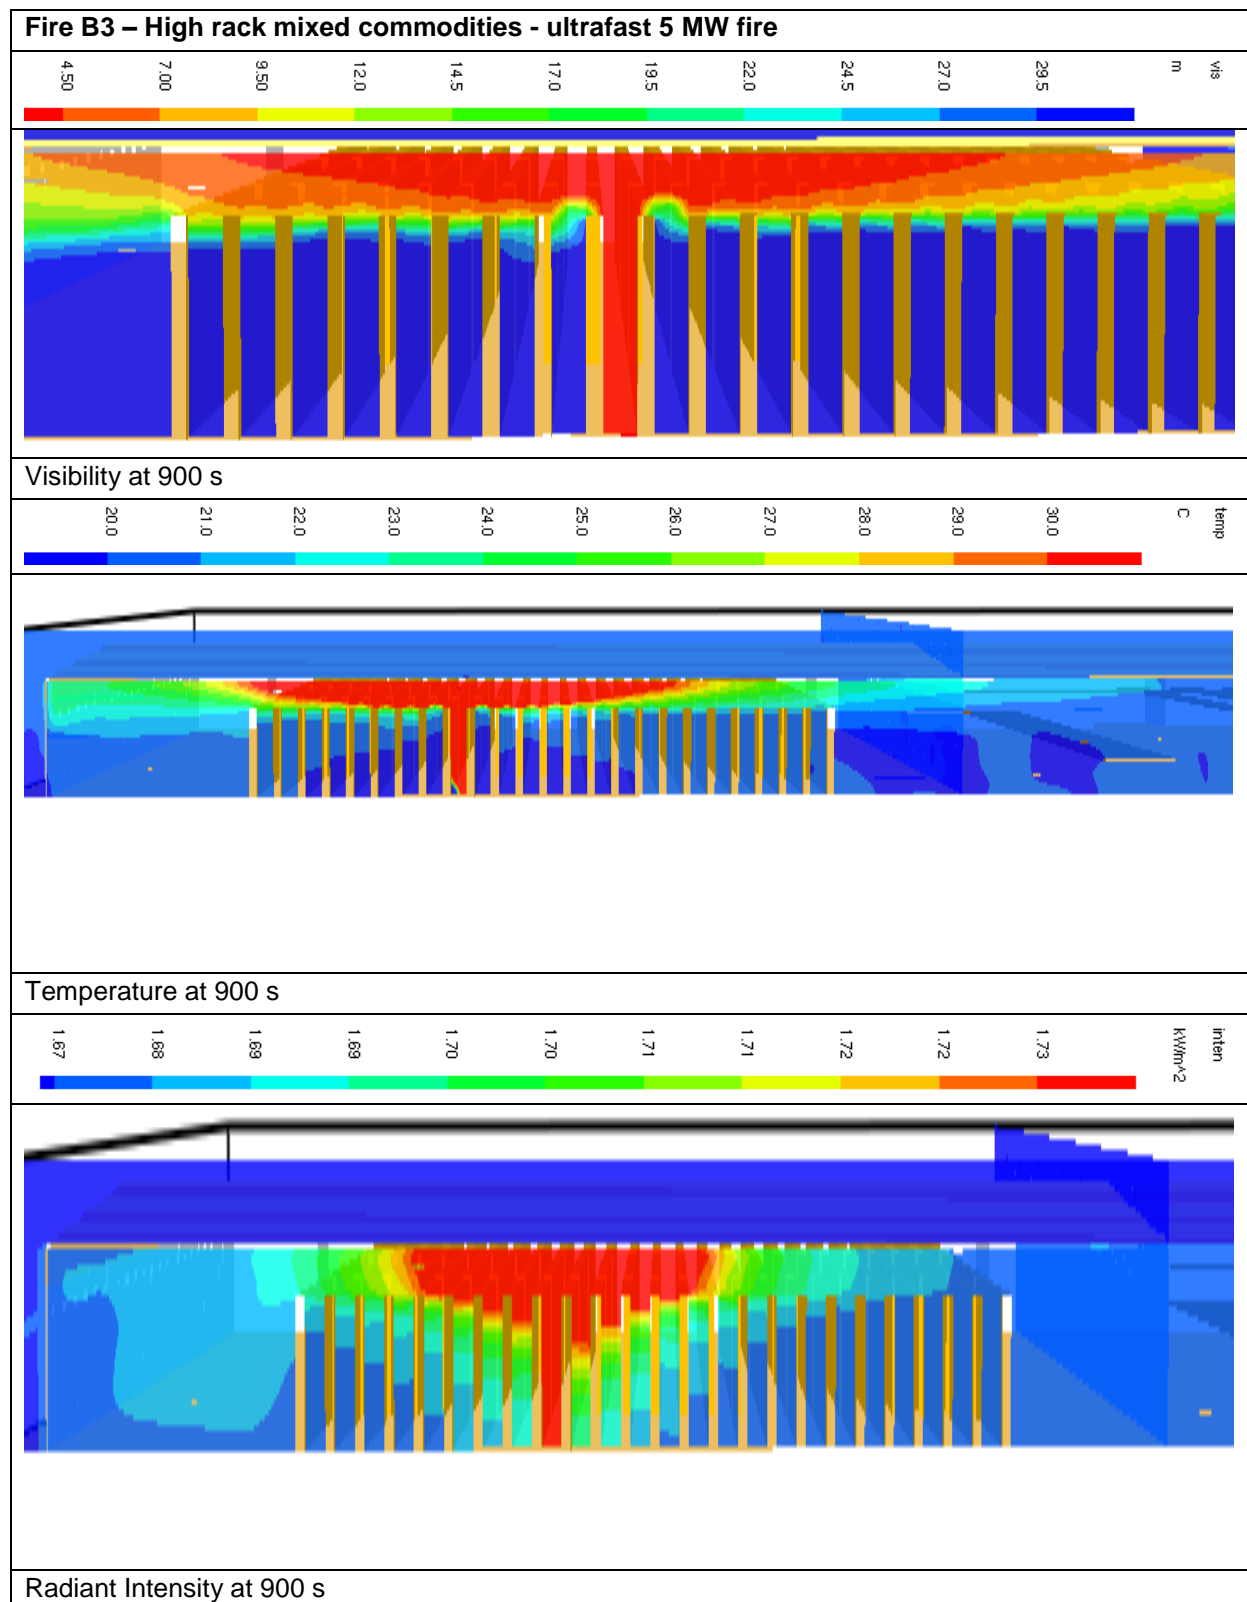 Fire B3 – High rack mixed commodities - ultrafast 5 MW fire
4.50 7.00 9.50 12.0 14.5 17.0 19.5 22.0 24.5 27.0 29.5 m vis
Visibility at 900 s
20.0 21.0 22.0 23.0 24.0 25.0 26.0 27.0 28.0 29.0 30.0 C temp
Temperature at 900 s
1.67 1.68 1.69 1.69 1.70 1.70 1.71 1.71 1.72 1.72 1.73 kW/m^2 inten
Radiant Intensity at 900 s